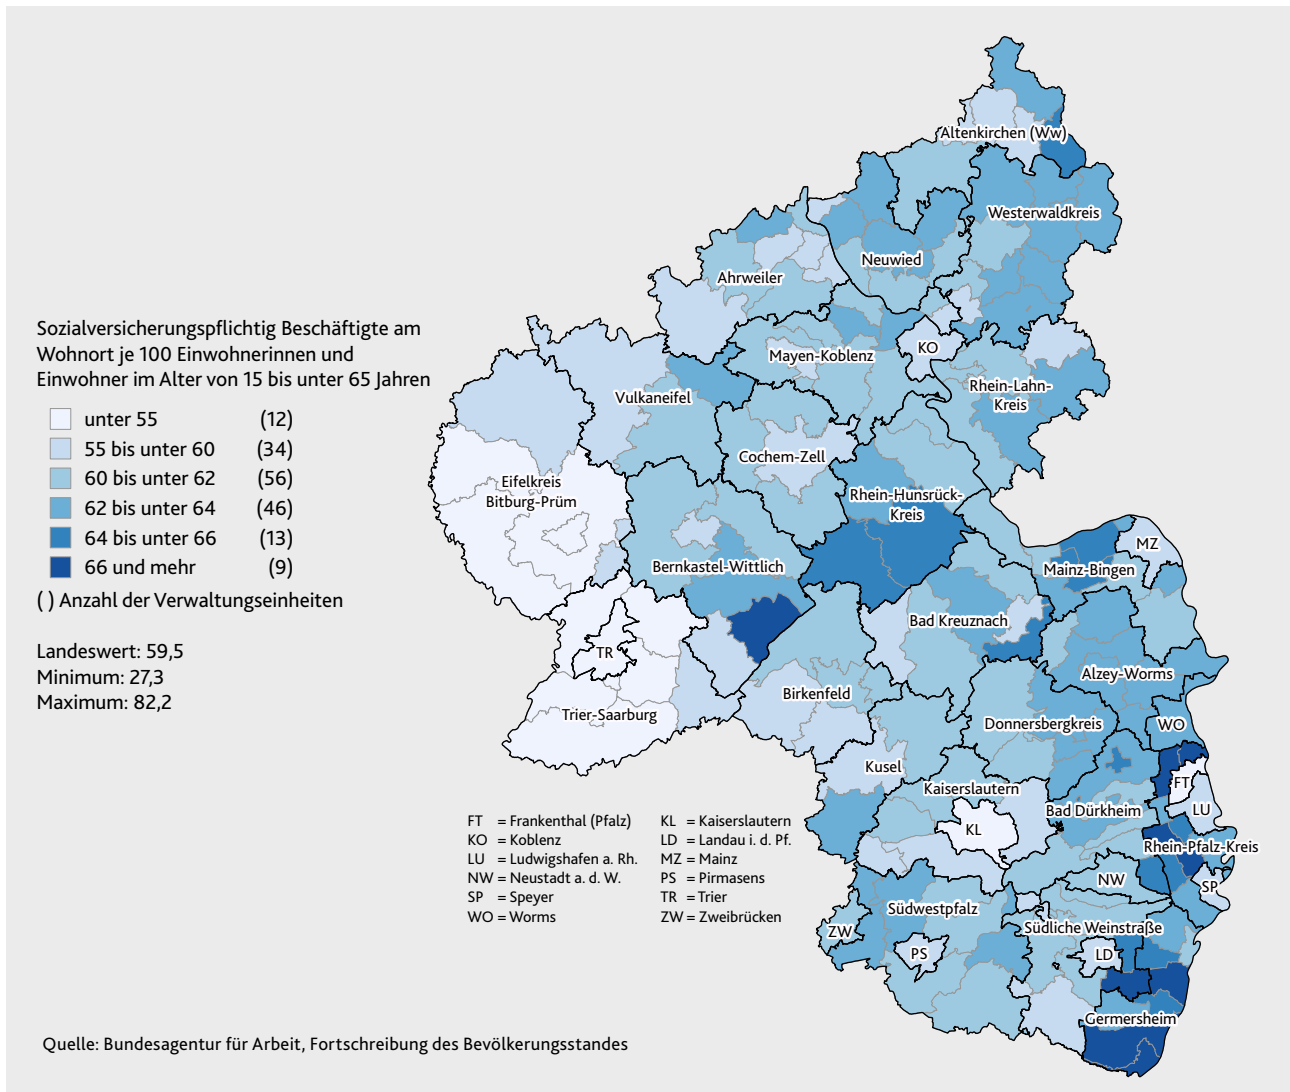 Sozialversicherungspflichtig Beschäftigte am
Wohnort je 100 Einwohnerinnen und
Einwohner im Alter von 15 bis unter 65 Jahren
unter 55 (12)
55 bis unter 60 (34)
60 bis unter 62 (56)
62 bis unter 64 (46)
64 bis unter 66 (13)
66 und mehr (9)
( ) Anzahl der Verwaltungseinheiten
Landeswert: 59,5
Minimum: 27,3
Maximum: 82,2
Altenkirchen (Ww)
Westerwaldkreis
Neuwied
Ahrweiler
KO
Mayen-Koblenz
Rhein-Lahn-
Kreis
Vulkaneifel
Cochem-Zell
Eifelkreis
Bitburg-Prüm
Rhein-Hunsrück-
Kreis
MZ
Mainz-Bingen
Bernkastel-Wittlich
Bad Kreuznach
TR
Alzey-Worms
Birkenfeld
Trier-Saarburg
Donnersbergkreis
WO
Kusel
FT
Kaiserslautern
LU
Bad Dürkheim
KL
Rhein-Pfalz-Kreis
NW
SP
Südwestpfalz
Südliche Weinstraße
ZW
PS
LD
Germersheim
FT = Frankenthal (Pfalz)
KO = Koblenz
LU = Ludwigshafen a. Rh.
NW = Neustadt a. d. W.
SP = Speyer
WO = Worms
KL = Kaiserslautern
LD = Landau i. d. Pf.
MZ = Mainz
PS = Pirmasens
TR = Trier
ZW = Zweibrücken
Quelle: Bundesagentur für Arbeit, Fortschreibung des Bevölkerungsstandes